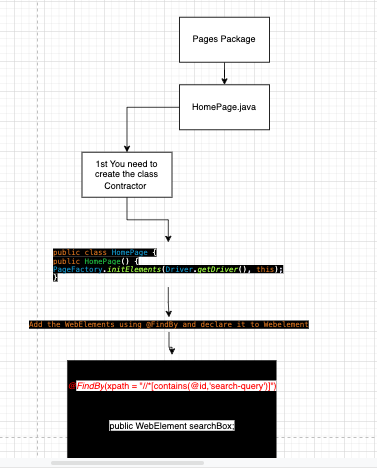 Pages Package
HomePage.java
1st You need to
create the class
Contractor
public class HomePage {
public HomePage() {
PageFactory.initElements(Driver.getDriver(), this);
}
Add the WebElements using @FindBy and declare it to Webelement
@FindBy(xpath = "//*[contains(@id,'search-query')]")
public WebElement searchBox;